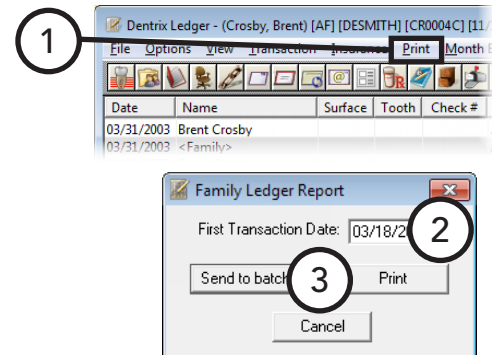 1
Dentrix Ledger - (Crosby, Brent) [AF] [DESMITH] [CR0004C] [11/
File Options View Transaction Insurance Print Month
Date Name Surface Tooth Check #
03/31/2003 Brent Crosby
03/31/2003 <Family>
Family Ledger Report
First Transaction Date: 03/18/2
2
Send to batch
3
Print
Cancel